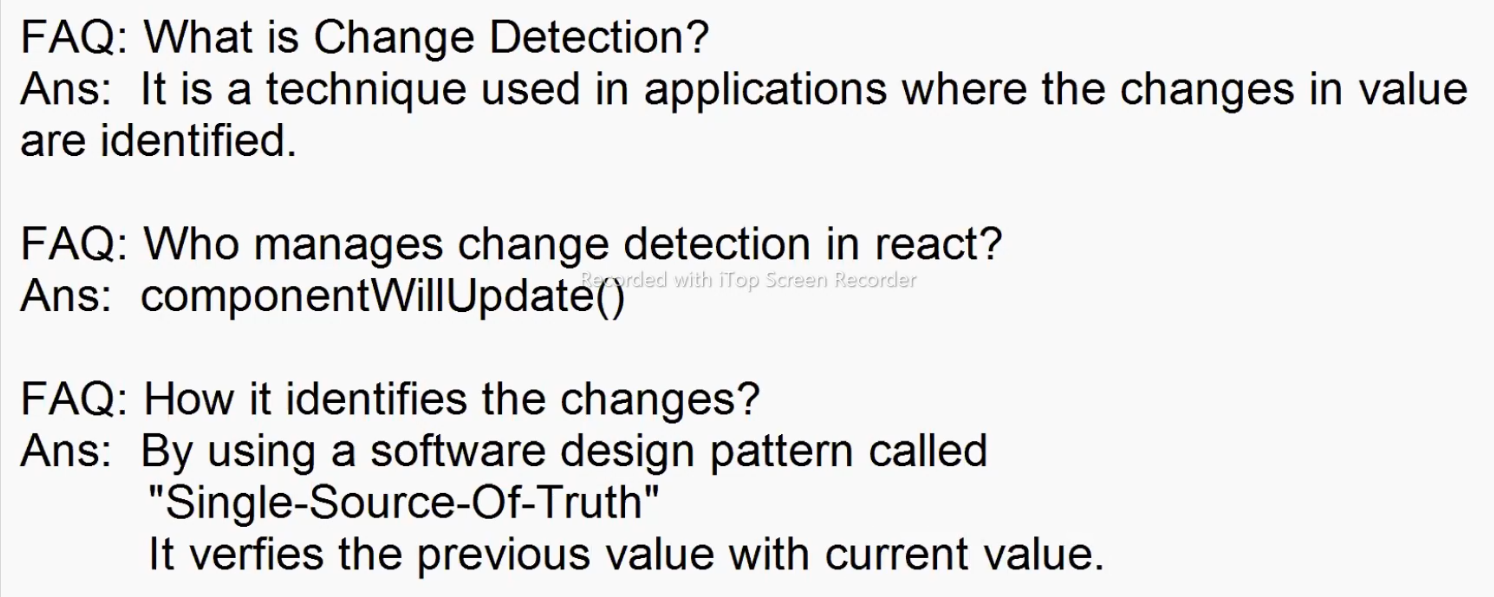 FAQ: What is Change Detection?
Ans: It is a technique used in applications where the changes in value
are identified.
FAQ: Who manages change detection in react?
Recorded with iTop Screen Recorder
Ans: componentWillUpdate()
FAQ: How it identifies the changes?
Ans: By using a software design pattern called
"Single-Source-Of-Truth"
It verfies the previous value with current value.